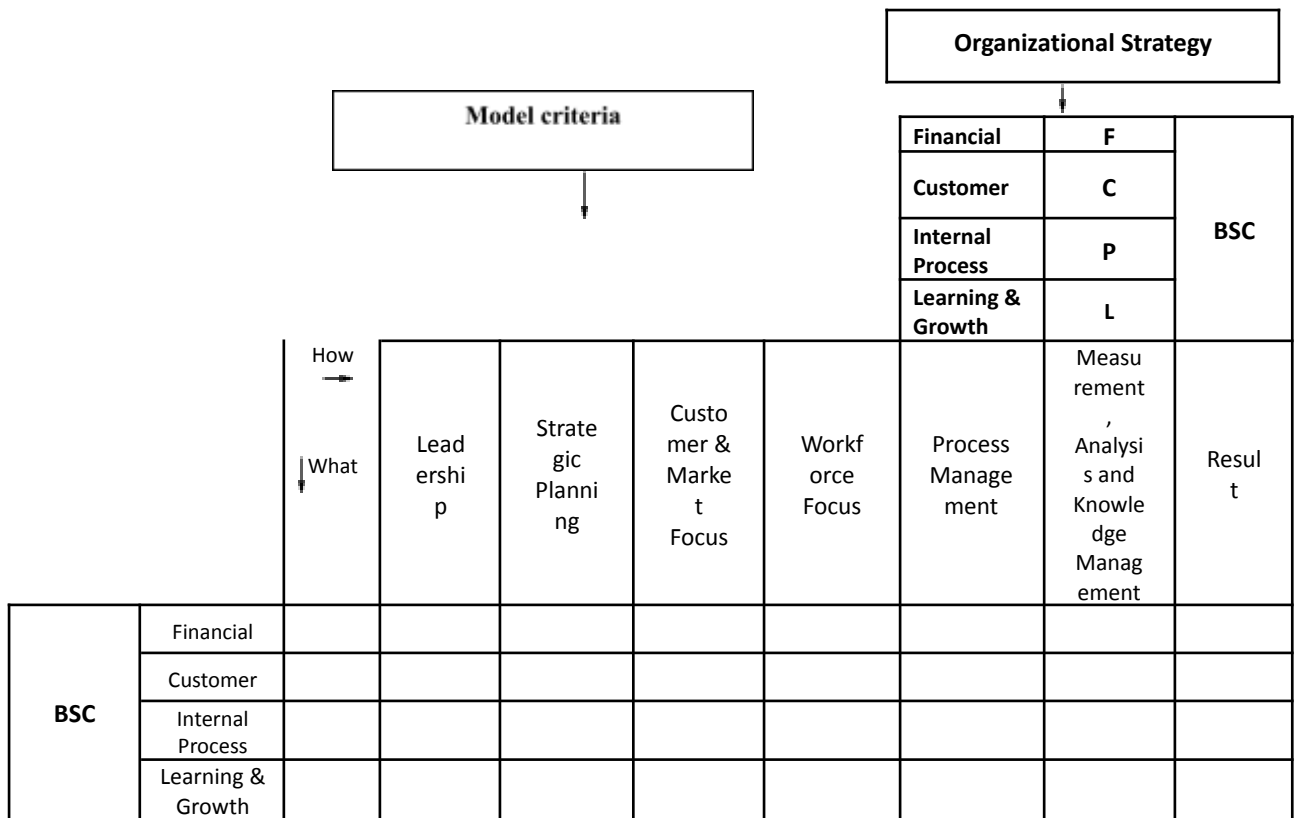 Organizational Strategy
Model criteria
Financial F
Customer C
BSC
Internal
Process
P
Learning &
Growth
L
How
What
Lead
ershi
p
Strate
gic
Planni
ng
Custo
mer &
Marke
t
Focus
Workf
orce
Focus
Process
Manage
ment
Measu
rement
,
Analysi
s and
Knowle
dge
Manag
ement
Resul
t
BSC
Financial
Customer
Internal
Process
Learning &
Growth